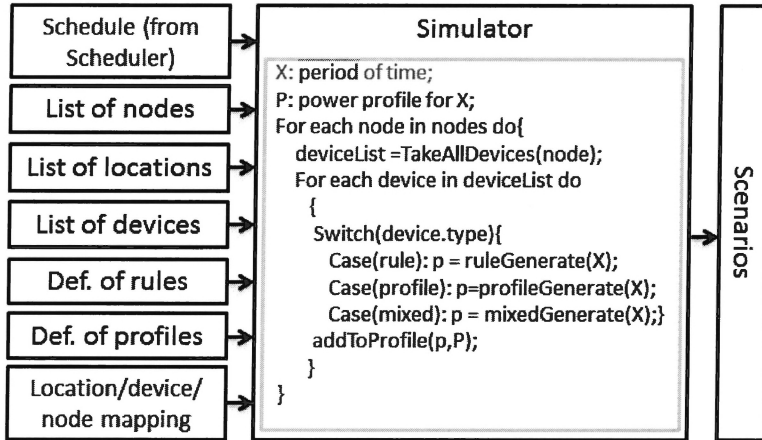 Schedule (from
Scheduler)
List of nodes
List of locations
List of devices
Def. of rules
Def. of profiles
Location/device/
node mapping
Simulator
X: period of time;
P: power profile for X;
For each node in nodes do{
deviceList =TakeAllDevices(node);
For each device in deviceList do
{
Switch(device.type){
Case(rule): p = ruleGenerate(X);
Case(profile): p=profileGenerate(X);
Case(mixed): p = mixedGenerate(X);}
addToProfile(p,P);
}
}
Scenarios